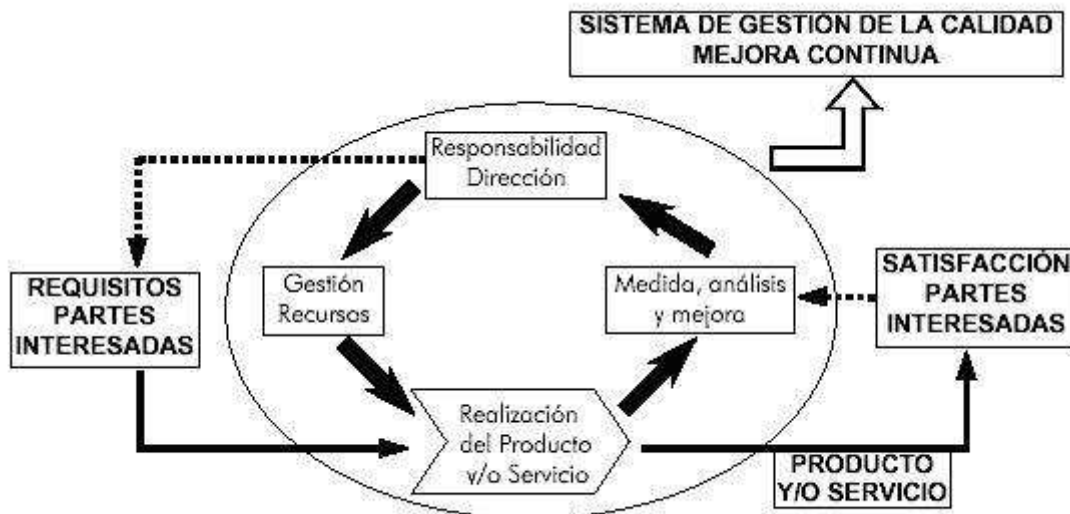 SISTEMA DE GESTIÓN DE LA CALIDAD
MEJORA CONTINUA
Responsabilidad
Dirección
REQUISITOS
PARTES
INTERESADAS
Gestión
Recursos
Medida, análisis
y mejora
SATISFACCIÓN
PARTES
INTERESADAS
Realización
del Producto
y/o Servicio
PRODUCTO
Y/O SERVICIO